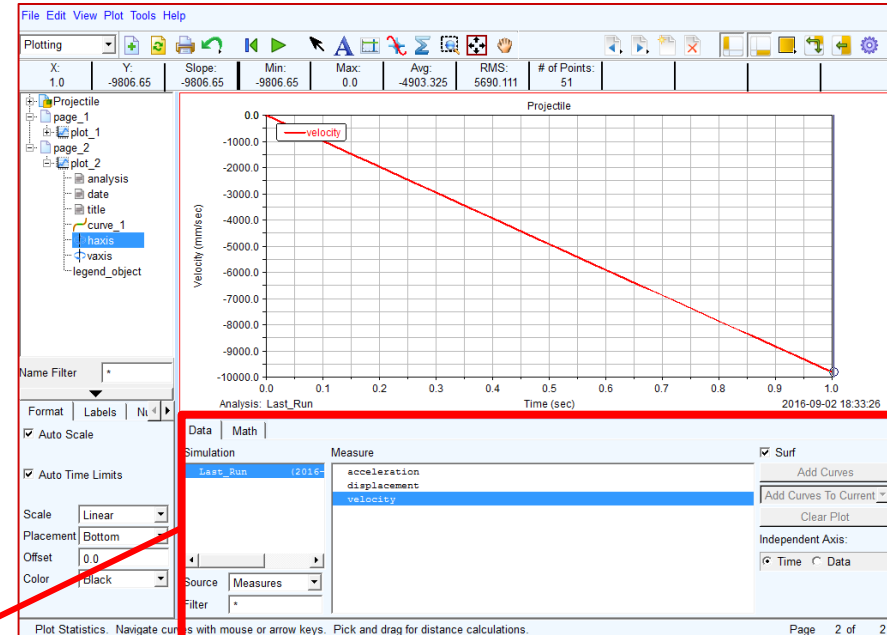 File Edit View Plot Tools Help
Plotting
X: Y: Slope: Min: Max: Avg: RMS: # of Points:
1.0 -9806.65 -9806.65 -9806.65 0.0 -4903.325 5690.111 51
Projectile
page_1
plot_1
page_2
plot_2
analysis
date
title
curve_1
haxis
vaxis
legend_object
Name Filter *
Format Labels
Auto Scale
Auto Time Limits
Scale Linear
Placement Bottom
Offset 0.0
Color Black
Projectile
velocity
Velocity (mm/sec)
0.0
-1000.0
-2000.0
-3000.0
-4000.0
-5000.0
-6000.0
-7000.0
-8000.0
-9000.0
-10000.0
0.0 0.1 0.2 0.3 0.4 0.5 0.6 0.7 0.8 0.9 1.0
Analysis: Last_Run Time (sec) 2016-09-02 18:33:26
Data Math
Simulation
Last_Run (2016-
Source Measures
Filter *
Measure
acceleration
displacement
velocity
Surf
Add Curves
Add Curves To Current
Clear Plot
Independent Axis:
Time Data
Plot Statistics. Navigate curves with mouse or arrow keys. Pick and drag for distance calculations. Page 2 of 2